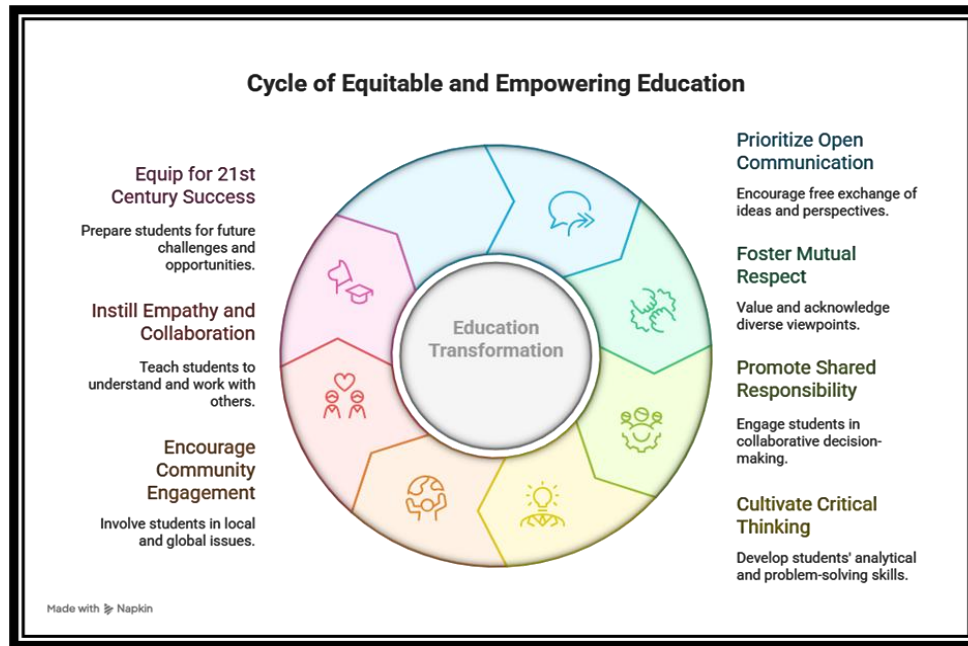 Cycle of Equitable and Empowering Education
Prioritize Open
Communication
Encourage free exchange of
ideas and perspectives.
Foster Mutual
Respect
Value and acknowledge
diverse viewpoints.
Promote Shared
Responsibility
Engage students in
collaborative decision-
making.
Cultivate Critical
Thinking
Develop students' analytical
and problem-solving skills.
Encourage
Community
Engagement
Involve students in local
and global issues.
Instill Empathy and
Collaboration
Teach students to
understand and work with
others.
Equip for 21st
Century Success
Prepare students for future
challenges and
opportunities.
Education
Transformation
Made with Napkin